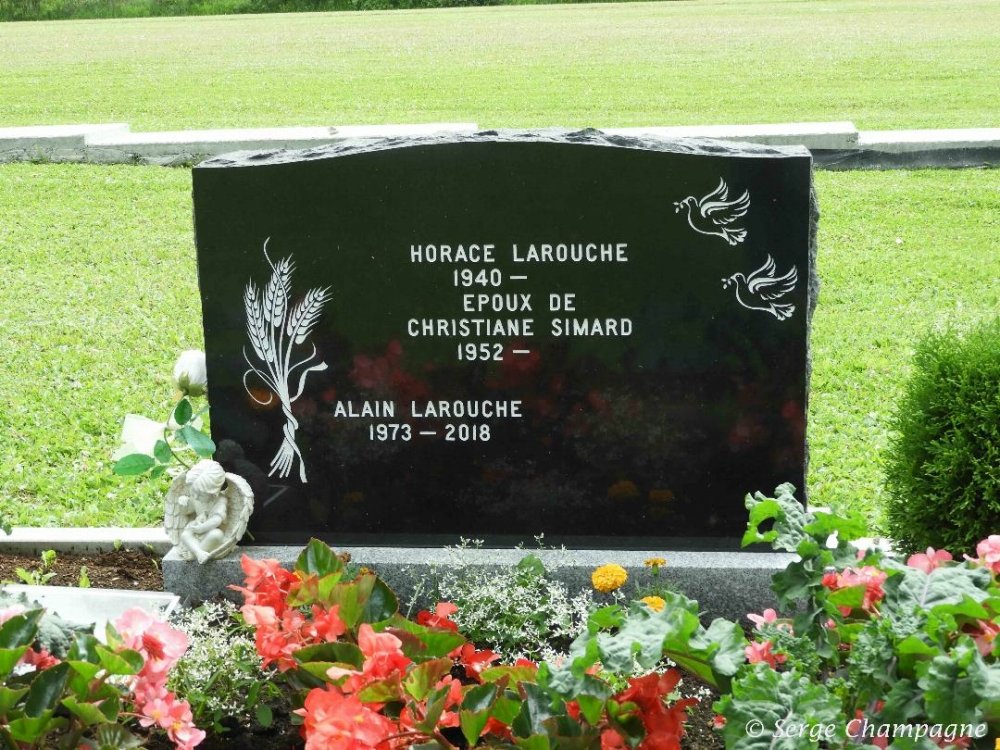 HORACE LAROUCHE
1940 —
EPOUX DE
CHRISTIANE SIMARD
1952 —
ALAIN LAROUCHE
1973 — 2018
© Serge Champagne